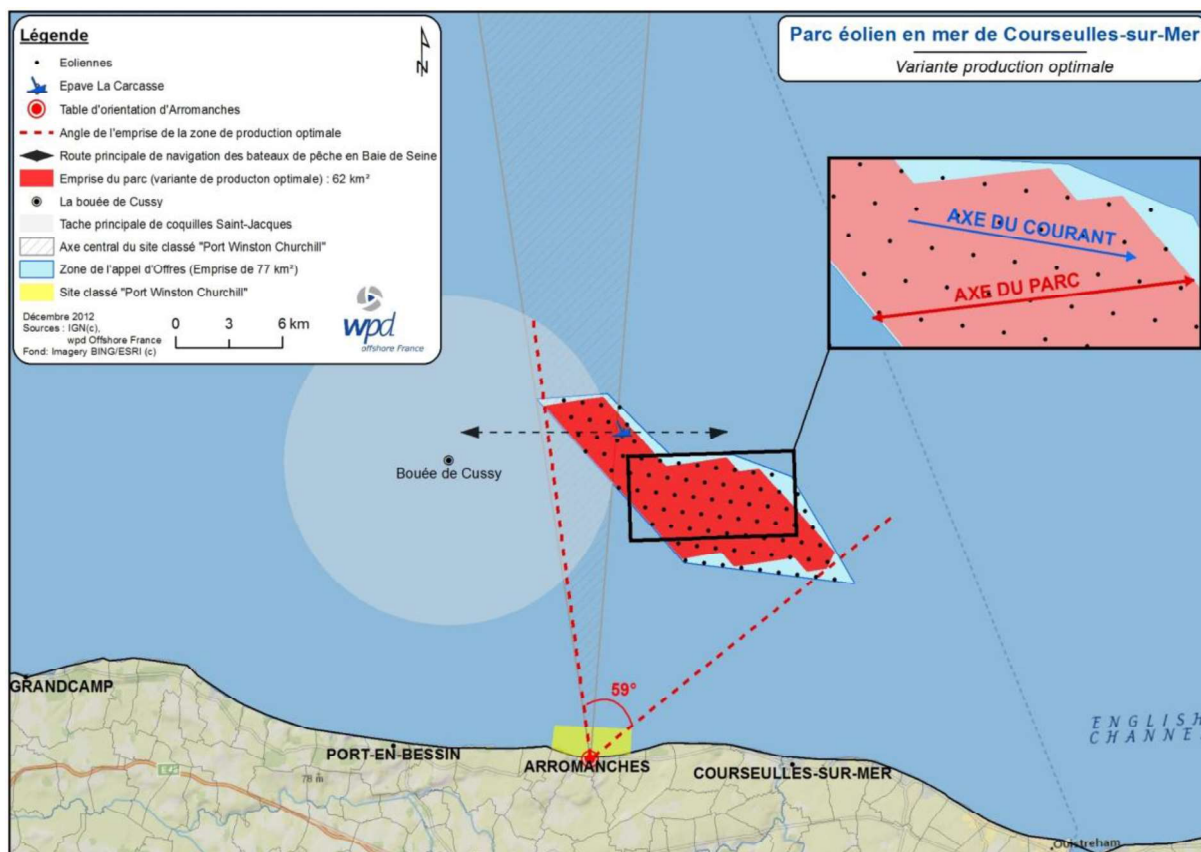 Légende
Eoliennes
Epave La Carcasse
Table d'orientation d'Arromanches
Angle de l'emprise de la zone de production optimale
Route principale de navigation des bateaux de pêche en Baie de Seine
Emprise du parc (variante de producton optimale) : 62 km²
La bouée de Cussy
Tache principale de coquilles Saint-Jacques
Axe central du site classé "Port Winston Churchill"
Zone de l'appel d'Offres (Emprise de 77 km²)
Site classé "Port Winston Churchill"
Décembre 2012
Sources : IGN(c),
wpd Offshore France
Fond: Imagery BING/ESRI (c)
0 3 6 km
wpd
offshore France
N
Parc éolien en mer de Courseulles-sur-Mer
Variante production optimale
AXE DU COURANT
AXE DU PARC
Bouée de Cussy
59°
GRANDCAMP
PORT-EN-BESSIN
ARROMANCHES
COURSEULLES-SUR-MER
78 m
E46
ENGLISH
CHANNEL
Ouistreham